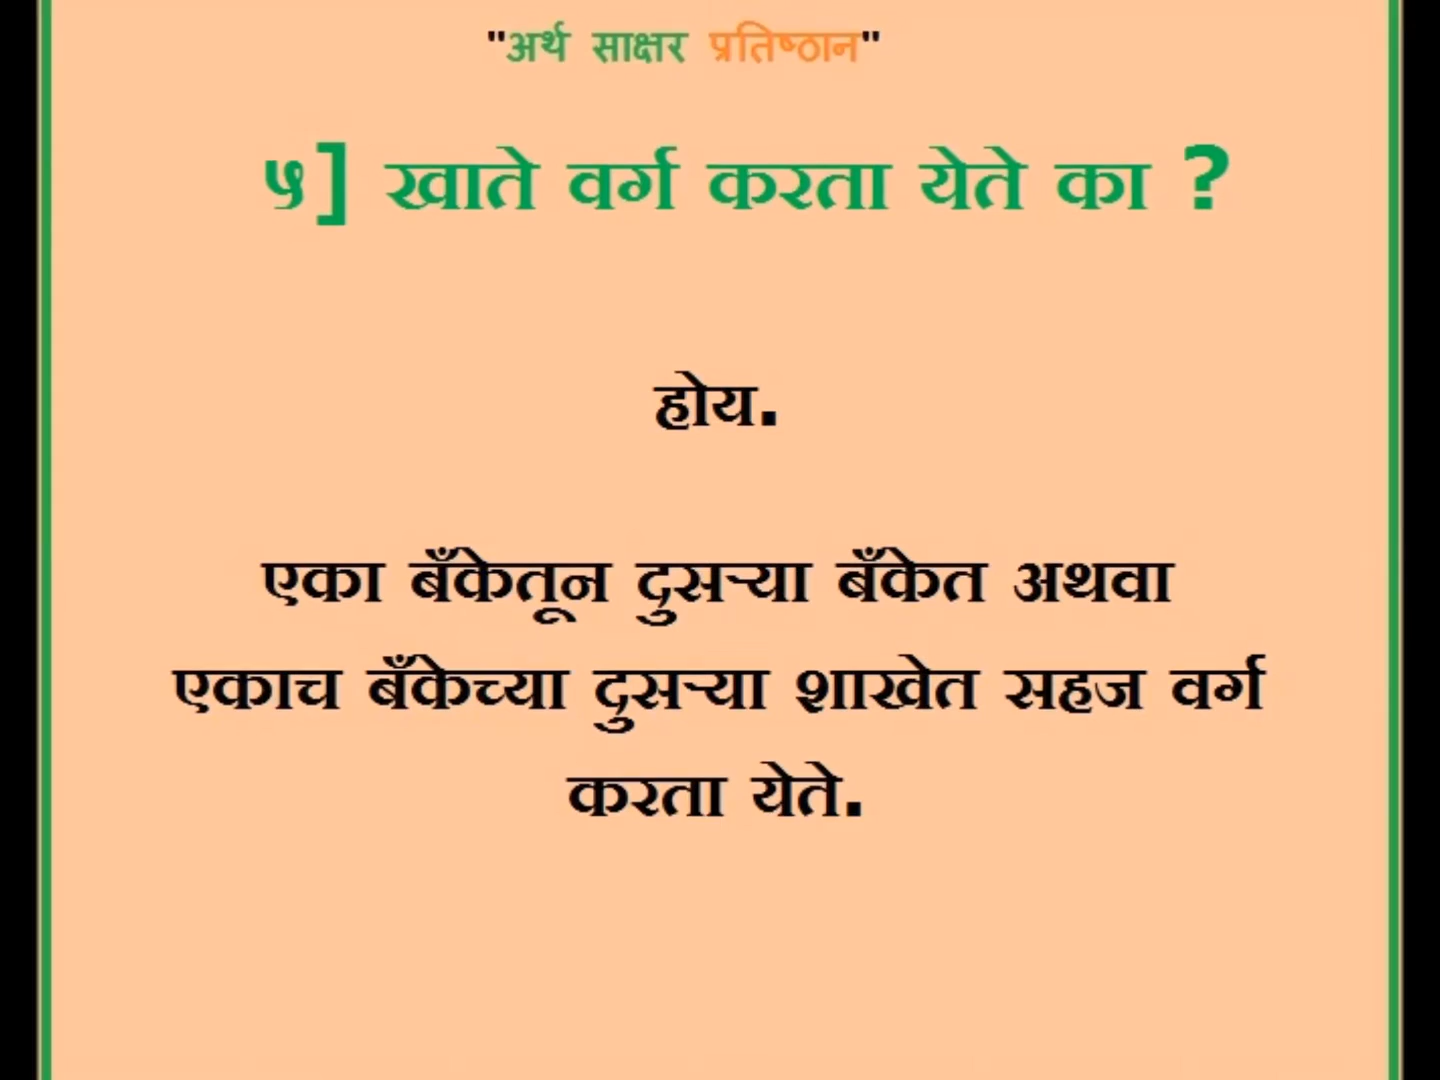 "अर्थ साक्षर प्रतिष्ठान"
५] खाते वर्ग करता येते का ?
होय.
एका बँकेतून दुसऱ्या बँकेत अथवा
एकाच बँकेच्या दुसऱ्या शाखेत सहज वर्ग
करता येते.